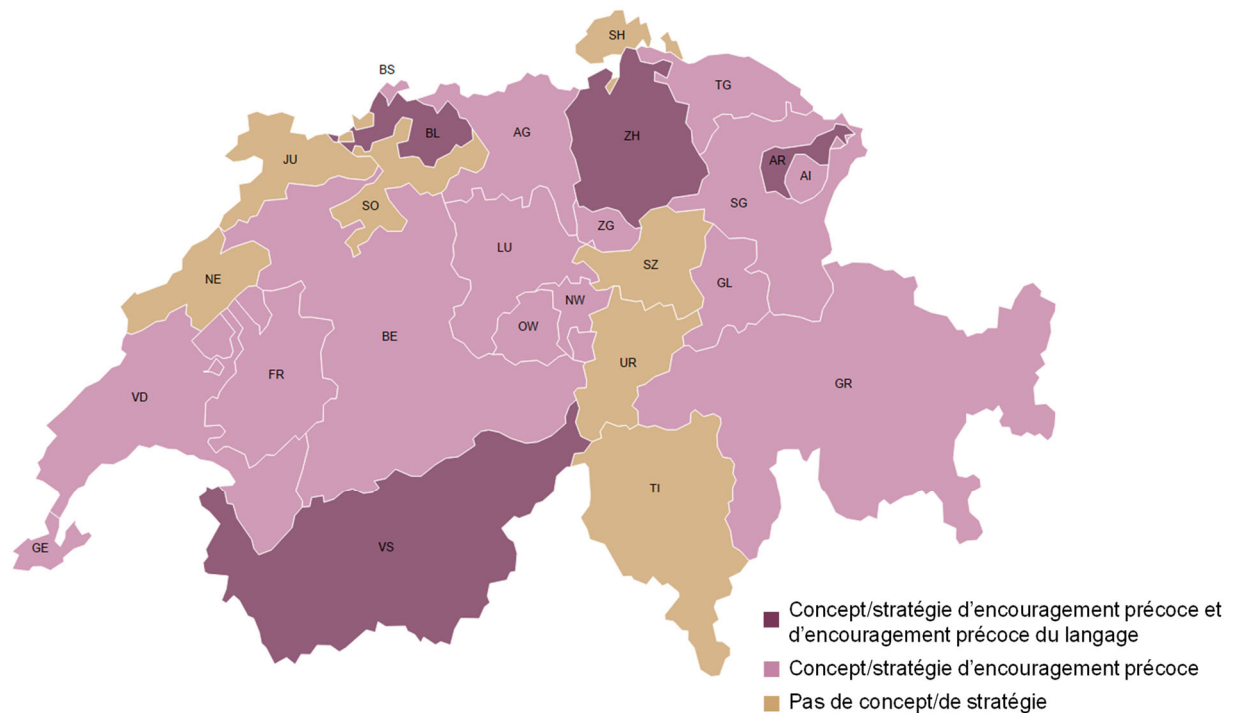 SH
BS
TG
BL
AG
ZH
JU
AR
AI
SO
SG
ZG
LU
SZ
NE
GL
NW
OW
BE
UR
FR
GR
VD
TI
GE
VS
Concept/stratégie d'encouragement précoce et
d'encouragement précoce du langage
Concept/stratégie d'encouragement précoce
Pas de concept/de stratégie